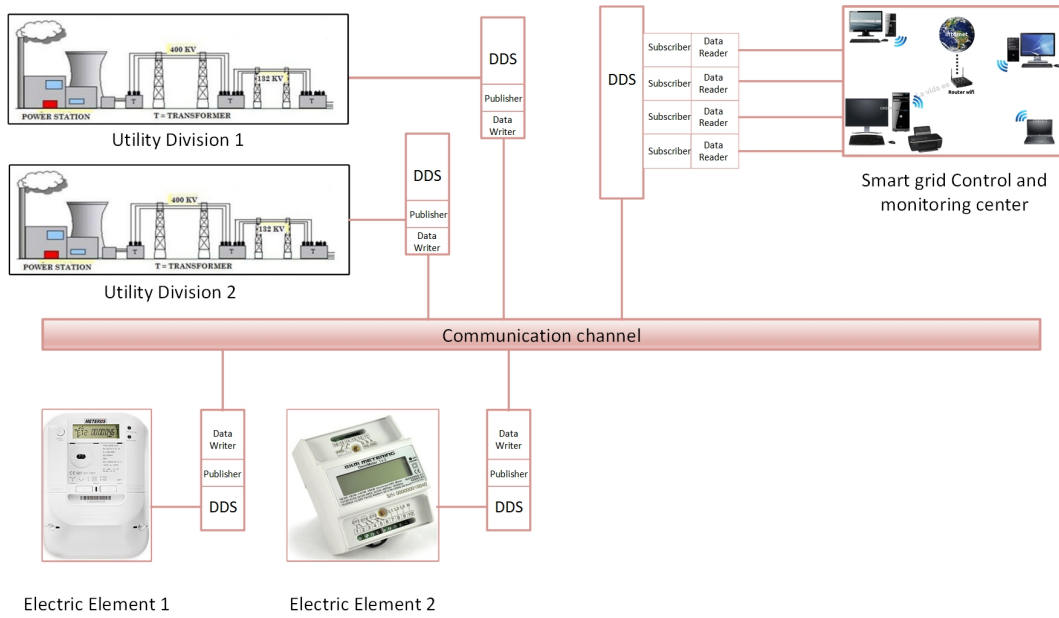 400 KV
132 KV
T
T
T
POWER STATION
T = TRANSFORMER
Utility Division 1
DDS
Publisher
Data
Writer
400 KV
132 KV
T
T
T
POWER STATION
T = TRANSFORMER
Utility Division 2
DDS
Publisher
Data
Writer
DDS
Subscriber
Data
Reader
Subscriber
Data
Reader
Subscriber
Data
Reader
Subscriber
Data
Reader
Internet
Router wifi
Smart grid Control and
monitoring center
Communication channel
METERUS
Data
Writer
Publisher
DDS
Electric Element 1
METERING
Data
Writer
Publisher
DDS
Electric Element 2